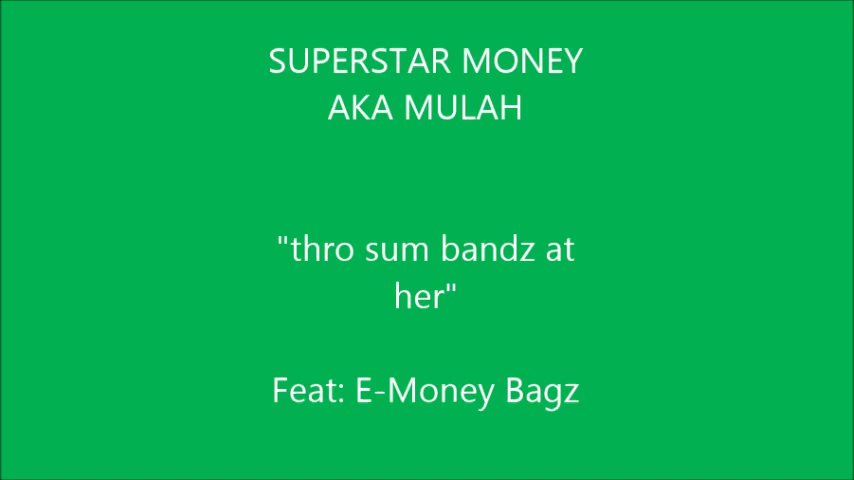 SUPERSTAR MONEY
AKA MULAH
"thro sum bandz at
her"
Feat: E-Money Bagz